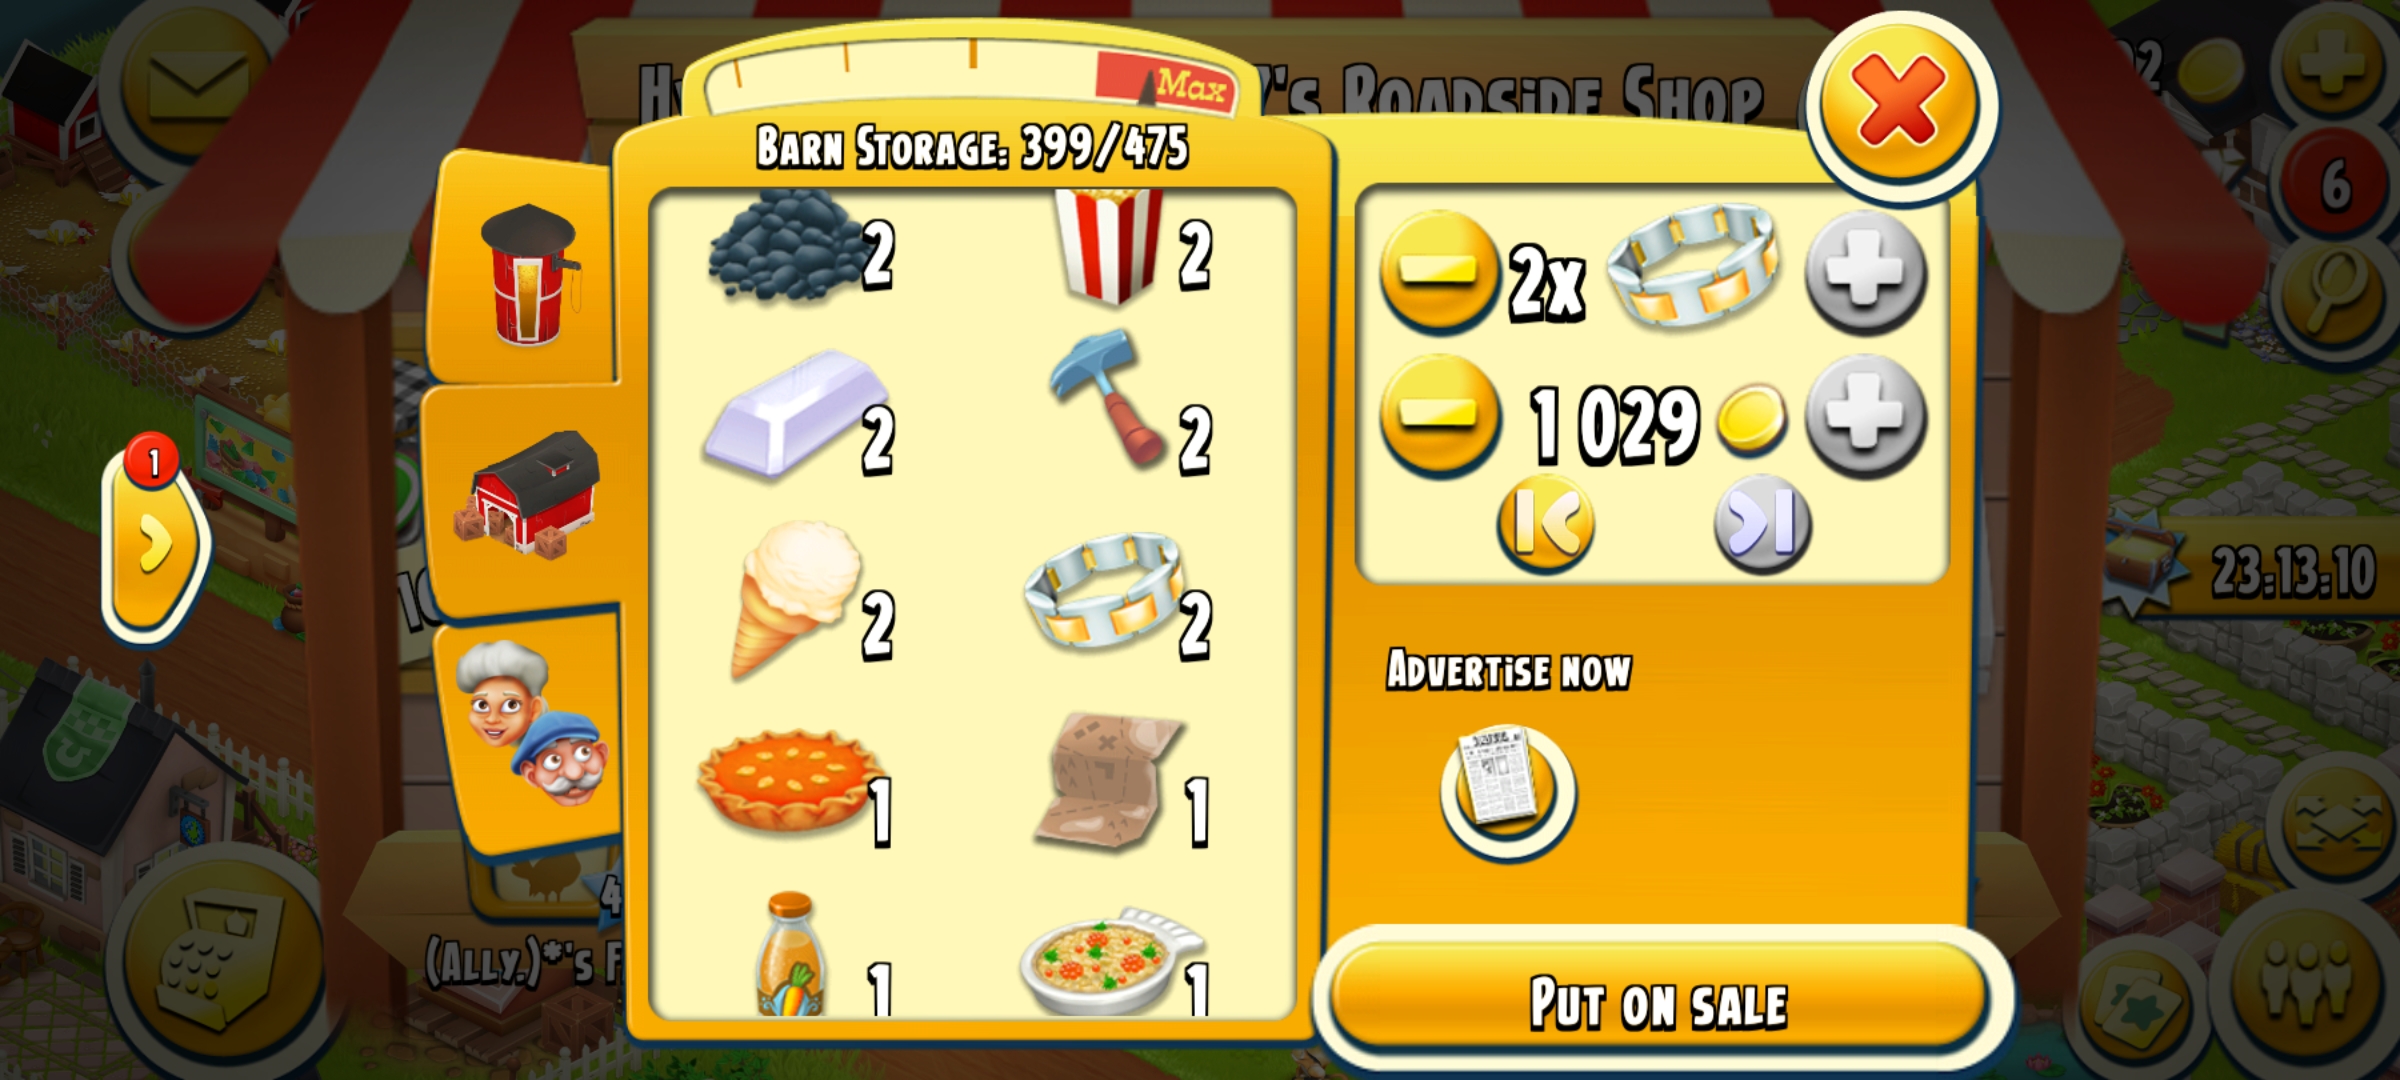 's Roadside Shop
Max
Barn Storage: 399/475
2
2
2
2
2
2
1
1
1
1
2x
1 029
Advertise now
Put on sale
1
6
23:13:10
(Ally.)*'s